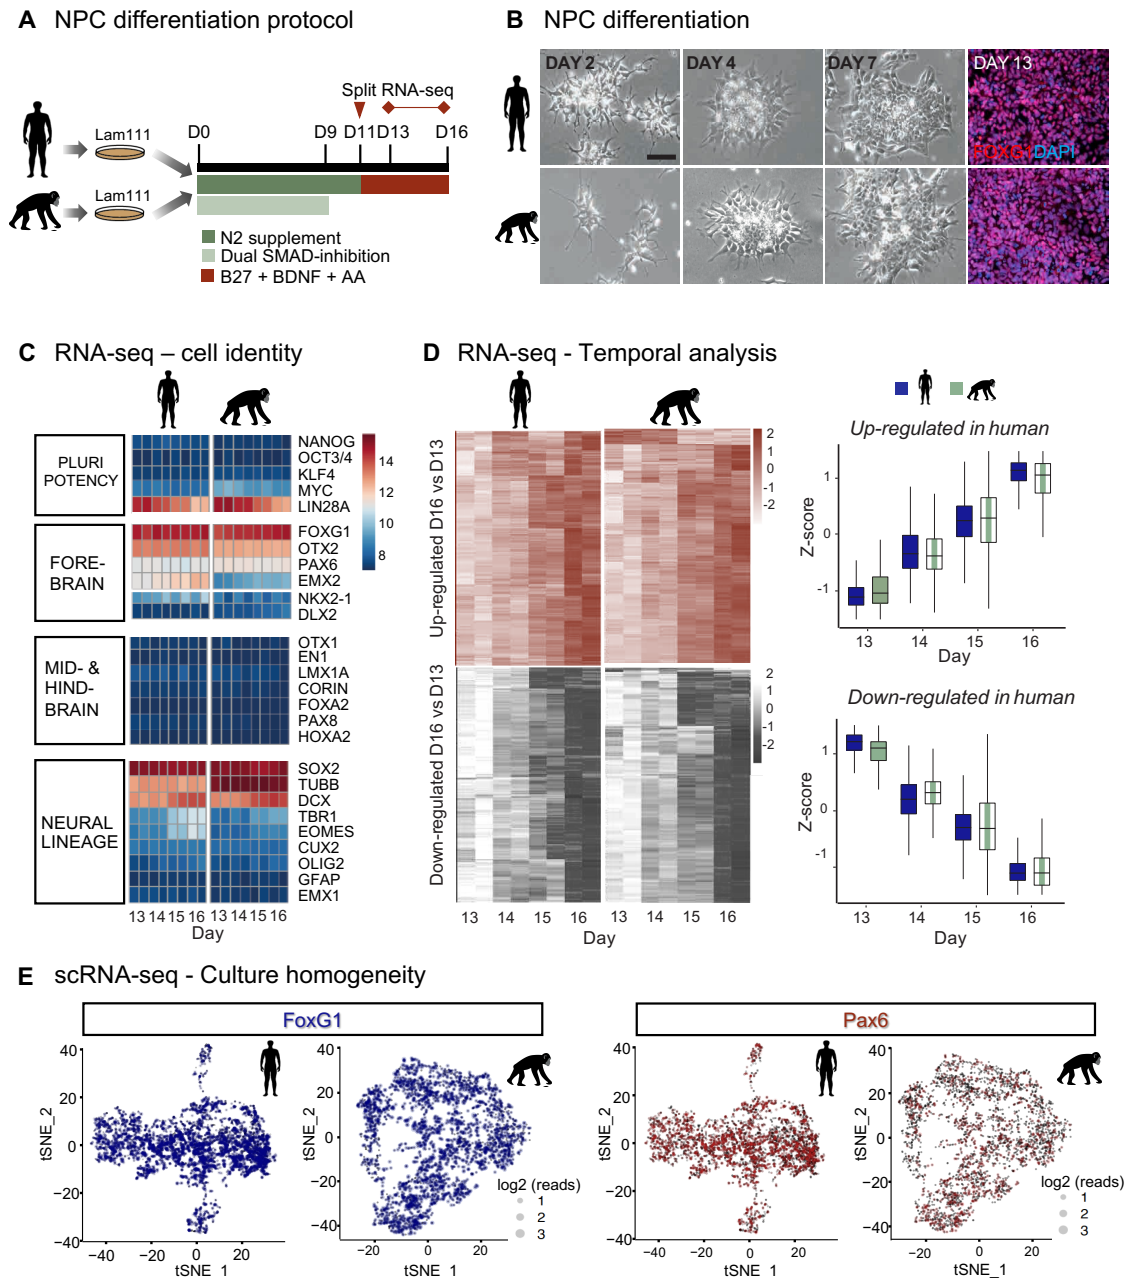 A NPC differentiation protocol
Split RNA-seq
D0 D9 D11 D13 D16
Lam111
Lam111
N2 supplement
Dual SMAD-inhibition
B27 + BDNF + AA
B NPC differentiation
DAY 2 DAY 4 DAY 7 DAY 13
FOXG1 DAPI
C RNA-seq – cell identity
PLURI
POTENCY
NANOG
OCT3/4
KLF4
MYC
LIN28A
14
12
10
8
FORE-
BRAIN
FOXG1
OTX2
PAX6
EMX2
NKX2-1
DLX2
MID- &
HIND-
BRAIN
OTX1
EN1
LMX1A
CORIN
FOXA2
PAX8
HOXA2
NEURAL
LINEAGE
SOX2
TUBB
DCX
TBR1
EOMES
CUX2
OLIG2
GFAP
EMX1
13 14 15 16 13 14 15 16
Day
D RNA-seq - Temporal analysis
Up-regulated D16 vs D13
2
1
0
-1
-2
Down-regulated D16 vs D13
2
1
0
-1
-2
13 14 15 16 13 14 15 16
Day
Up-regulated in human
Z-score
1
0
-1
13 14 15 16
Day
Down-regulated in human
Z-score
1
0
-1
13 14 15 16
Day
E scRNA-seq - Culture homogeneity
FoxG1
tSNE_2
40
20
0
−20
−40
−40 −20 0 20
tSNE_1
tSNE_2
40
20
0
−20
−40
−20 0 20
tSNE_1
log2 (reads)
1
2
3
Pax6
tSNE_2
40
20
0
−20
−40
−40 −20 0 20
tSNE_1
tSNE_2
40
20
0
−20
−40
−20 0 20
tSNE_1
log2 (reads)
1
2
3